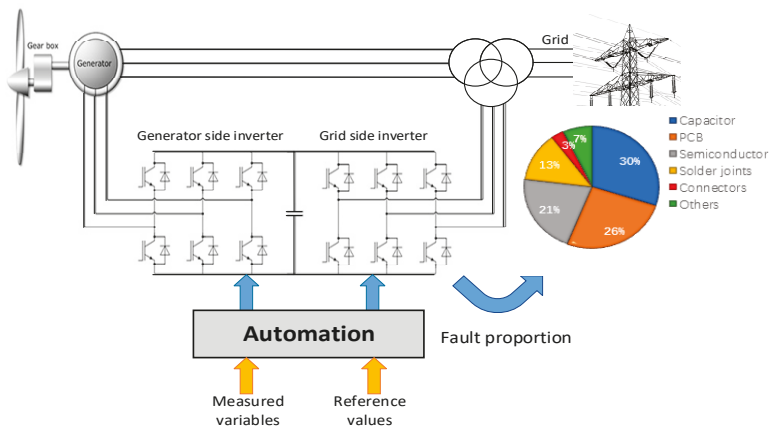 Gear box
Generator
Grid
Generator side inverter
Grid side inverter
Capacitor
PCB
Semiconductor
Solder joints
Connectors
Others
7%
3%
30%
13%
21%
26%
Automation
Fault proportion
Measured
variables
Reference
values